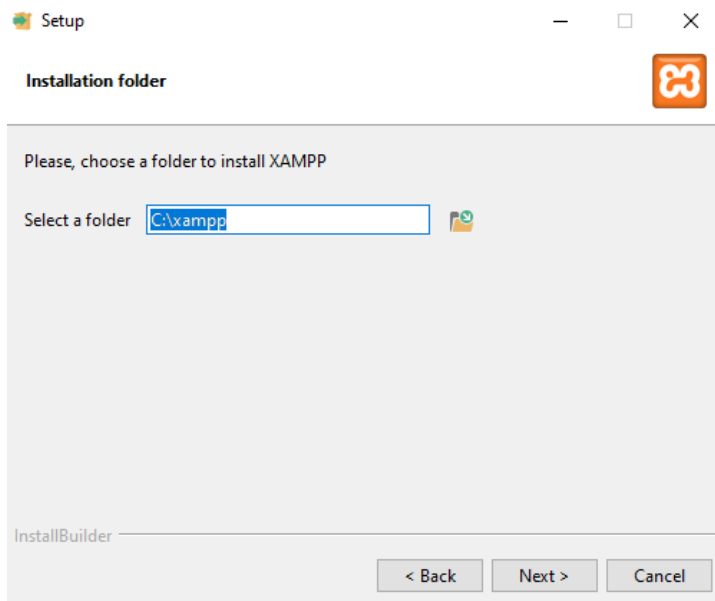 Setup
Installation folder
Please, choose a folder to install XAMPP
Select a folder C:\xampp
InstallBuilder
< Back Next > Cancel